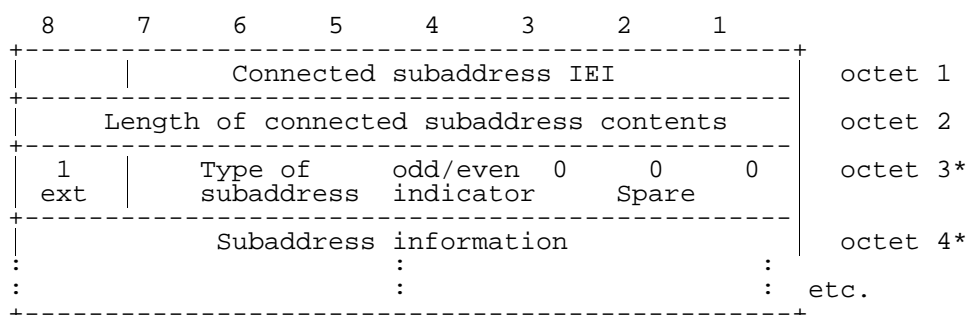 8 7 6 5 4 3 2 1
Connected subaddress IEI octet 1
Length of connected subaddress contents octet 2
1 Type of odd/even 0 0 0 octet 3*
ext subaddress indicator Spare
Subaddress information octet 4*
: : :
: : : etc.